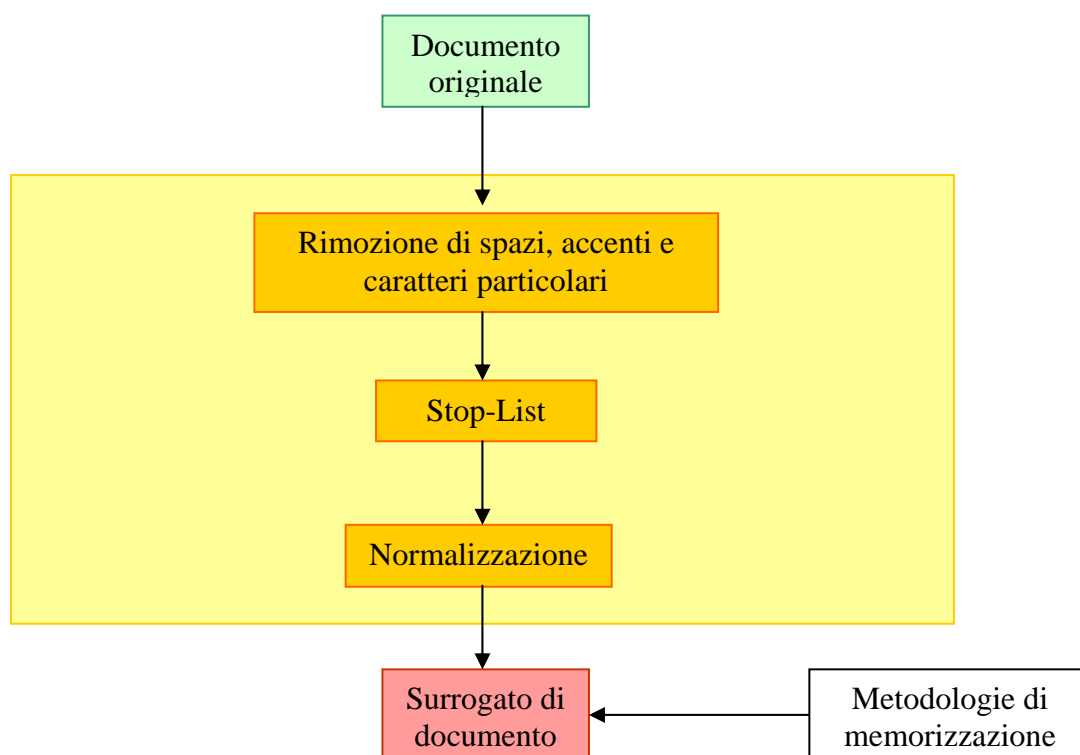 Documento
originale
Rimozione di spazi, accenti e
caratteri particolari
Stop-List
Normalizzazione
Surrogato di
documento
Metodologie di
memorizzazione